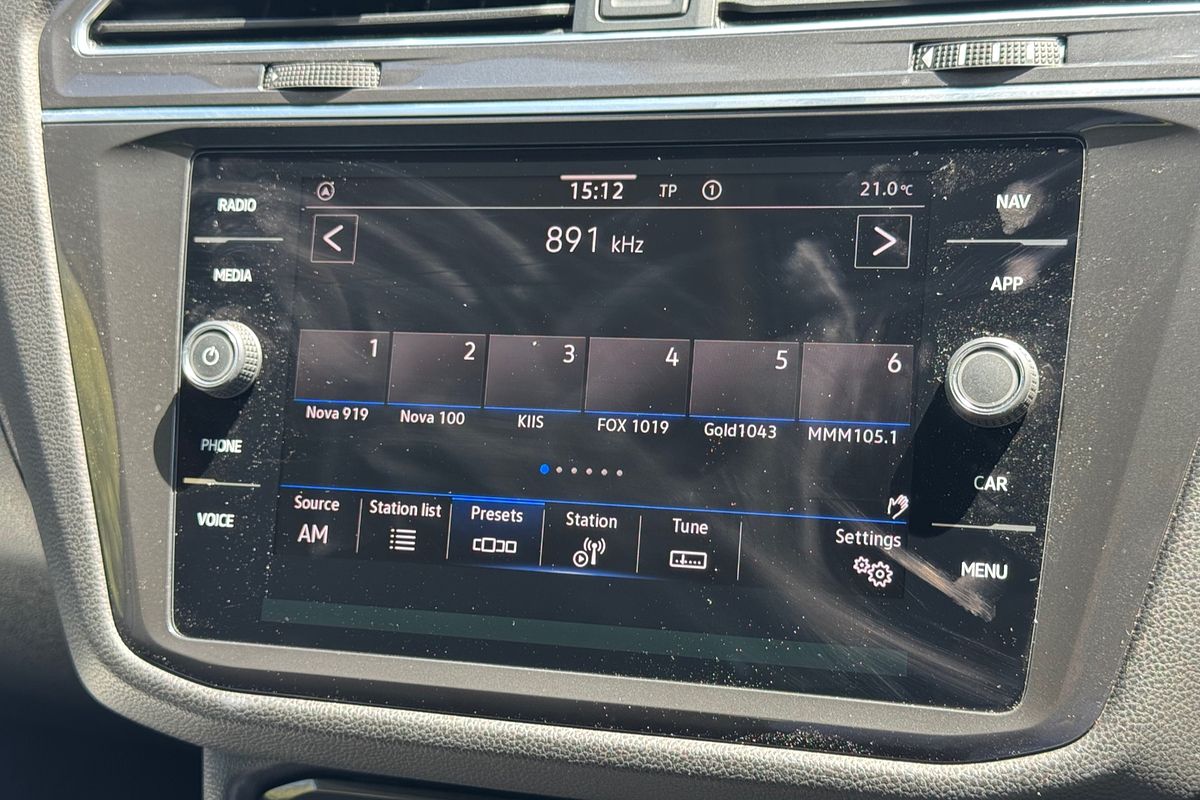 RADIO
MEDIA
PHONE
VOICE
15:12 TP 1 21.0°C
< 891 kHz >
1 2 3 4 5 6
Nova 919 Nova 100 KIIS FOX 1019 Gold1043 MMM105.1
Source Station list Presets Station Tune Settings
AM
NAV
APP
CAR
MENU